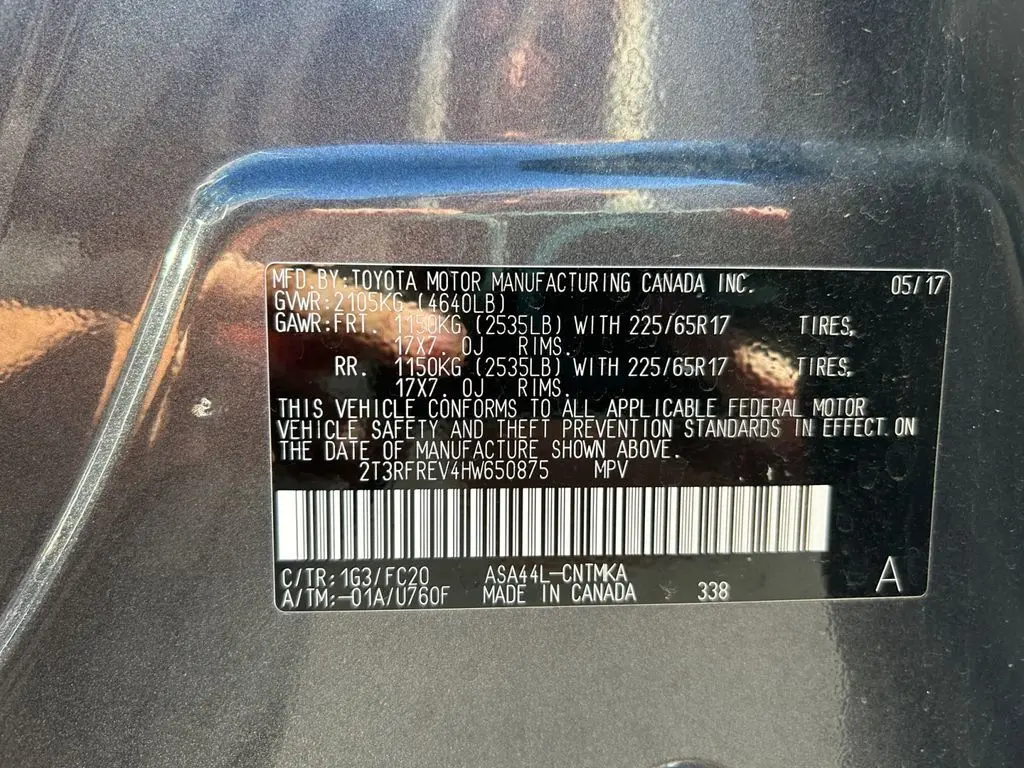 MFD.BY:TOYOTA MOTOR MANUFACTURING CANADA INC. 05/17
GVWR:2105KG (4640LB)
GAWR:FRT. 1150KG (2535LB) WITH 225/65R17 TIRES,
17X7.0J RIMS.
RR. 1150KG (2535LB) WITH 225/65R17 TIRES,
17X7.0J RIMS.
THIS VEHICLE CONFORMS TO ALL APPLICABLE FEDERAL MOTOR
VEHICLE SAFETY AND THEFT PREVENTION STANDARDS IN EFFECT ON
THE DATE OF MANUFACTURE SHOWN ABOVE.
2T3RFREV4HW650875 MPV
C/TR:1G3/FC20 ASA44L-CNTMKA A
A/TM:-01A/U760F MADE IN CANADA 338